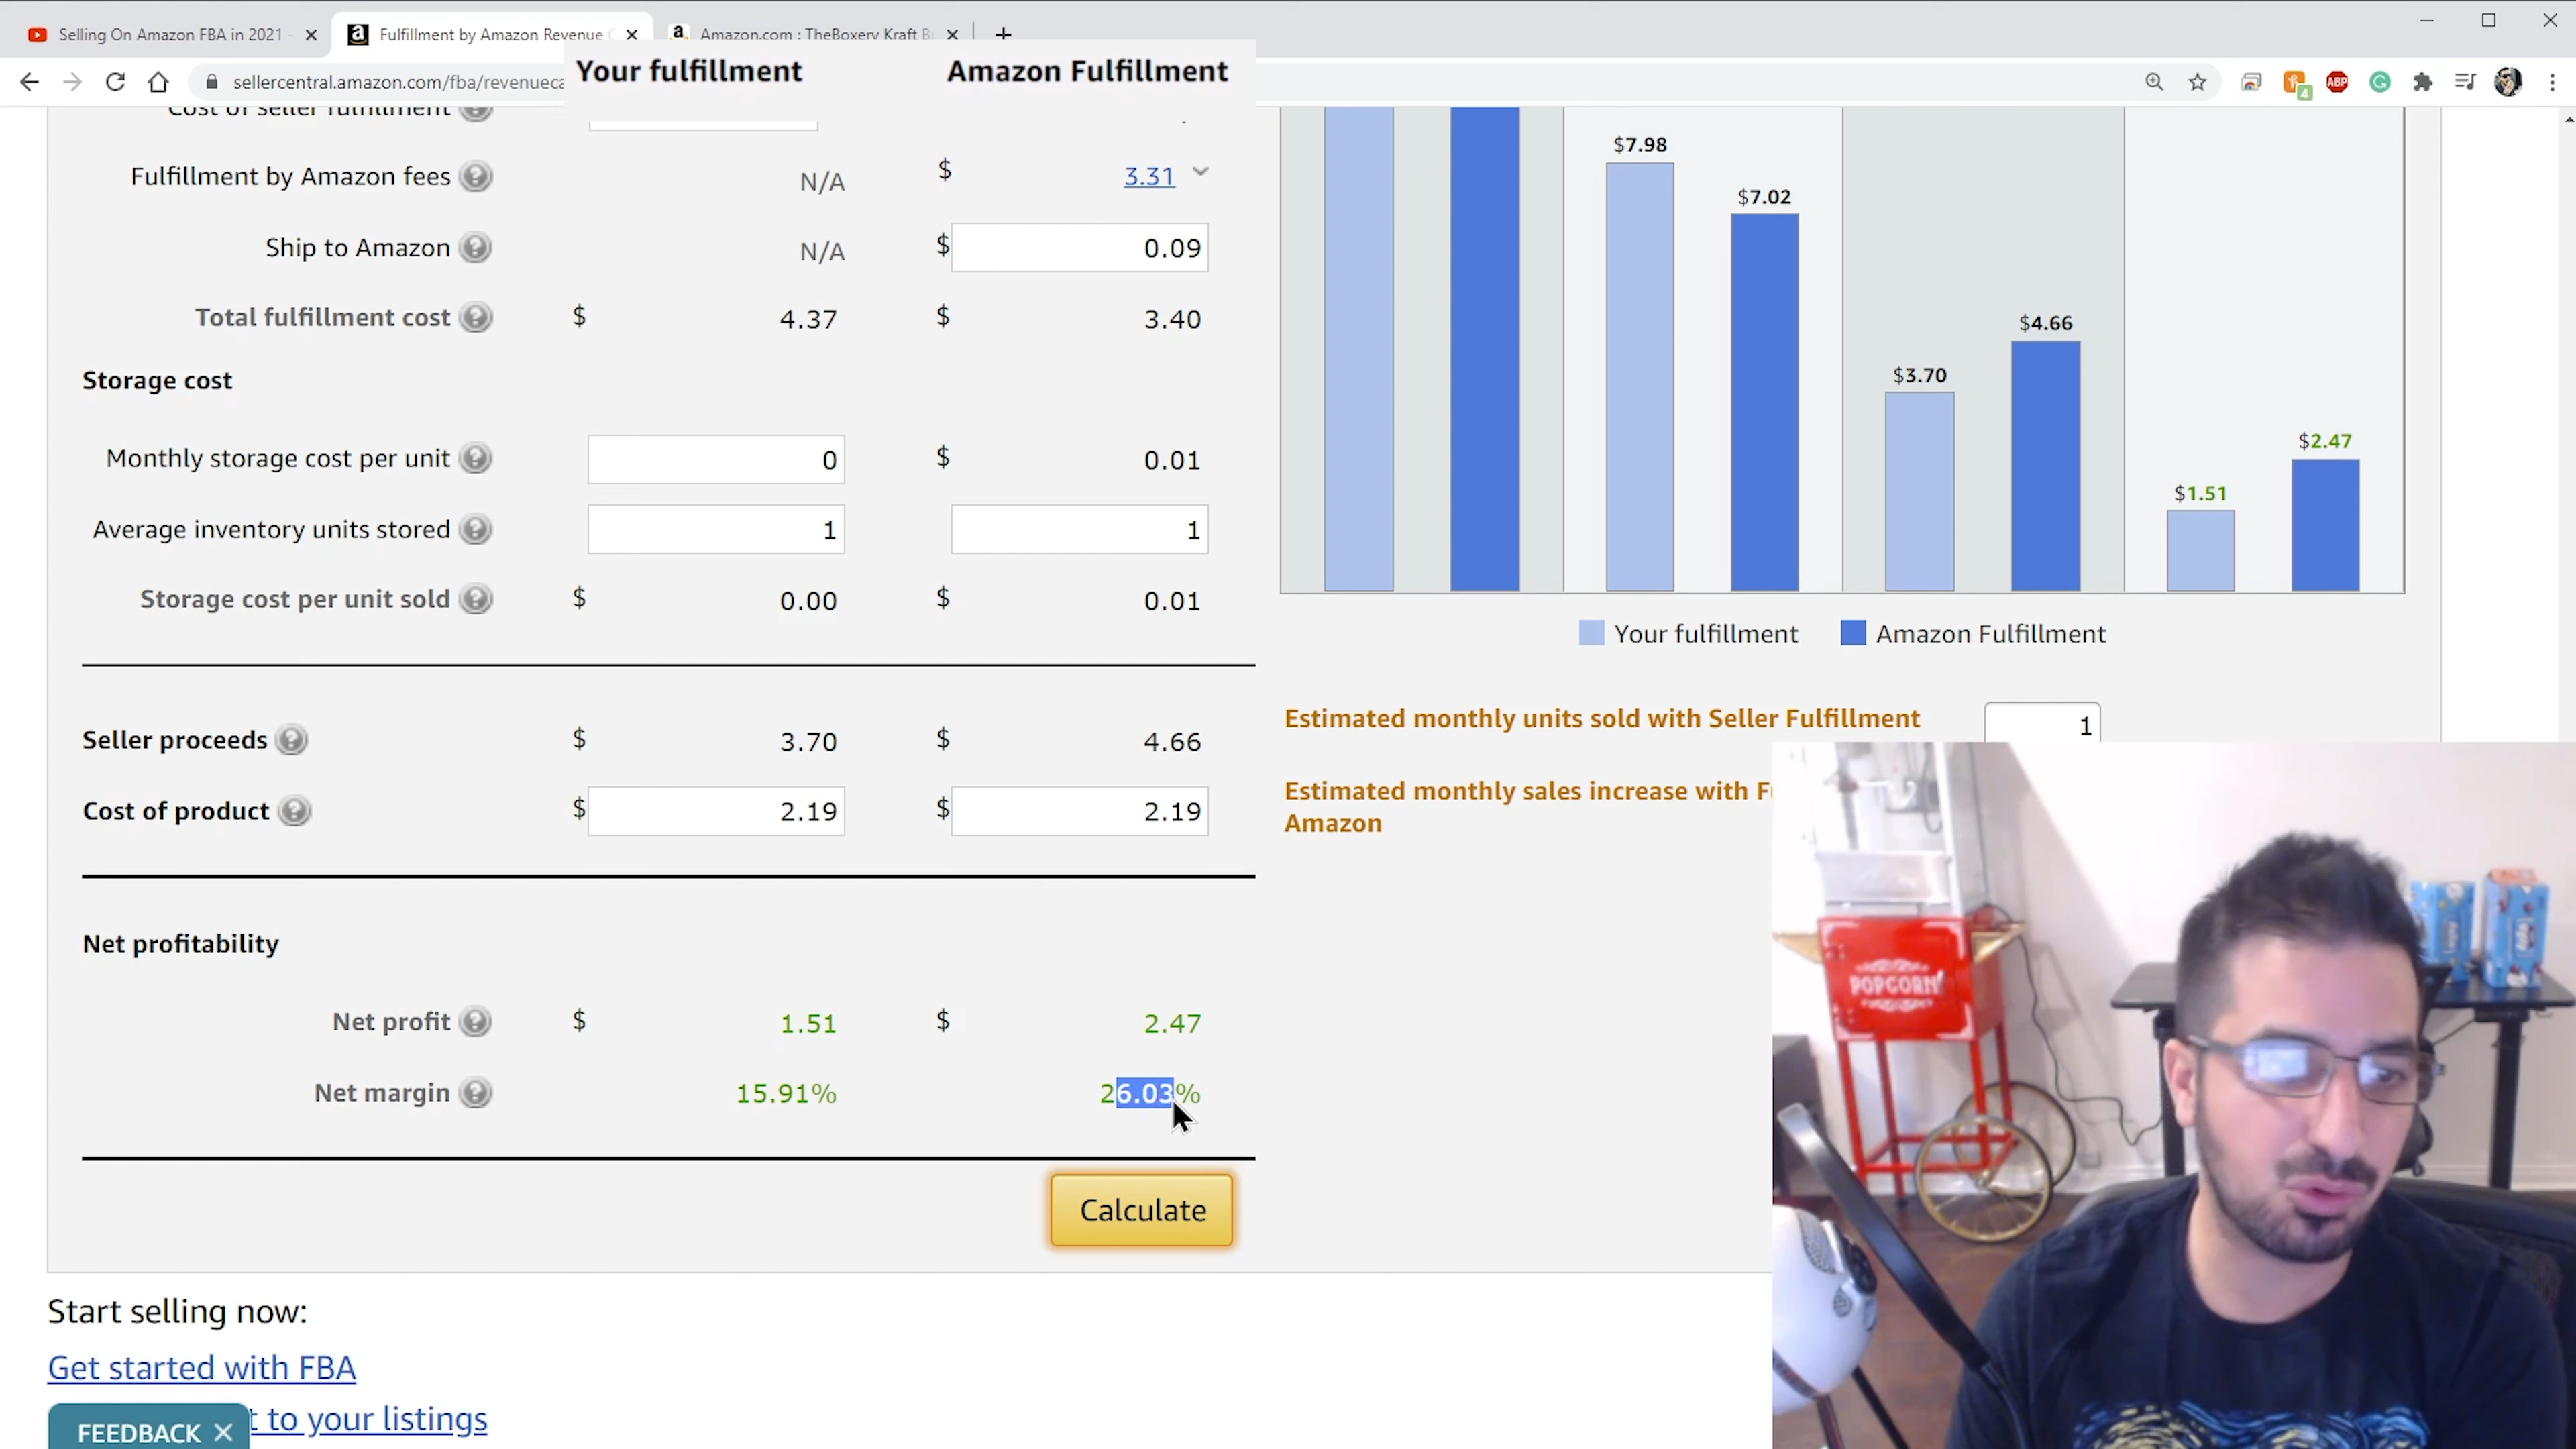 Selling On Amazon FBA in 2021 -
Fulfillment by Amazon Revenue
Amazon.com : TheBoxery Kraft B
sellercentral.amazon.com/fba/revenueca
Your fulfillment Amazon Fulfillment
4
ABP
Cost of seller fulfillment
Fulfillment by Amazon fees N/A $ 3.31
Ship to Amazon N/A $ 0.09
Total fulfillment cost $ 4.37 $ 3.40
Storage cost
Monthly storage cost per unit 0 $ 0.01
Average inventory units stored 1 1
Storage cost per unit sold $ 0.00 $ 0.01
Seller proceeds $ 3.70 $ 4.66
Cost of product $ 2.19 $ 2.19
Net profitability
Net profit $ 1.51 $ 2.47
Net margin 15.91% 26.03%
Calculate
$7.98
$7.02
$3.70
$4.66
$1.51
$2.47
Your fulfillment Amazon Fulfillment
Estimated monthly units sold with Seller Fulfillment 1
Estimated monthly sales increase with
Amazon
POPCORN
Start selling now:
Get started with FBA
to your listings
FEEDBACK